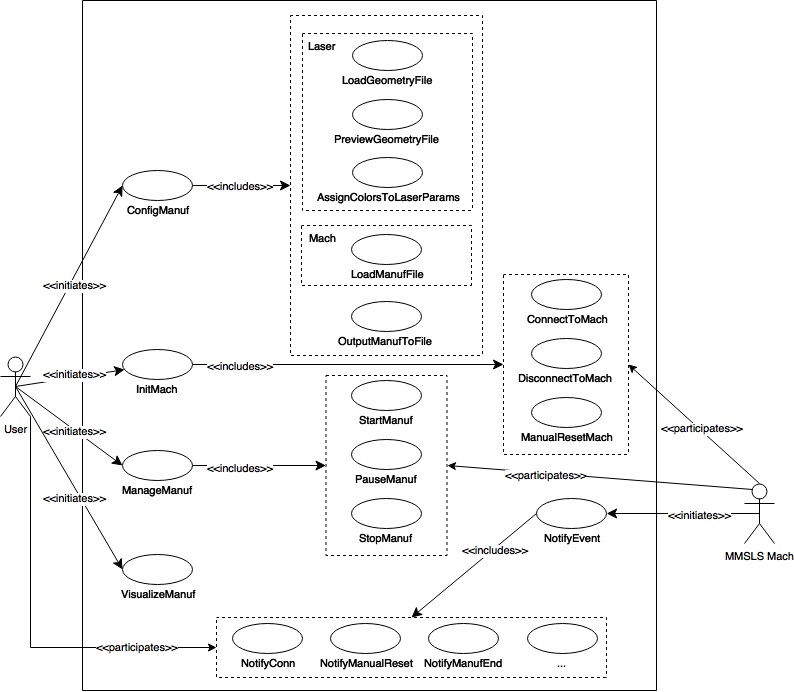 Laser
LoadGeometryFile
PreviewGeometryFile
AssignColorsToLaserParams
<<includes>>
ConfigManuf
Mach
LoadManufFile
<<initiates>>
ConnectToMach
OutputManufToFile
<<initiates>>
<<includes>>
DisconnectToMach
InitMach
StartManuf
ManualResetMach
User
<<initiates>>
<<participates>>
<<includes>>
PauseManuf
<<participates>>
ManageManuf
<<initiates>>
<<initiates>>
StopManuf
NotifyEvent
<<includes>>
MMSLS Mach
VisualizeManuf
<<participates>>
NotifyConn
NotifyManualReset
NotifyManufEnd
...